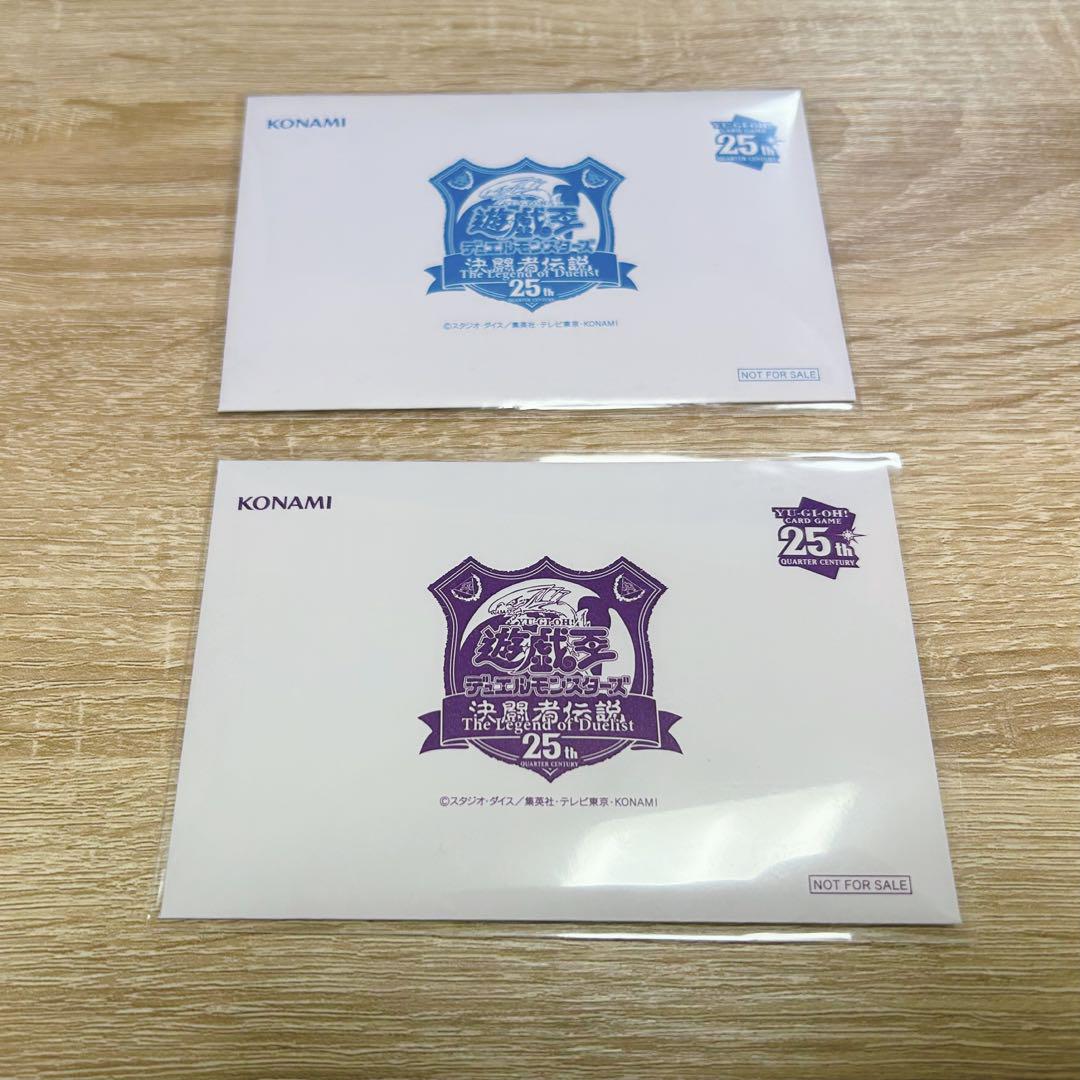 KONAMI
YU-GI-OH!
CARD GAME
25th
QUARTER CENTURY
遊戯王
デュエルモンスターズ
決闘者伝説
The Legend of Duelist
25th
QUARTER CENTURY
©スタジオ・ダイス/集英社・テレビ東京・KONAMI
NOT FOR SALE
KONAMI
YU-GI-OH!
CARD GAME
25th
QUARTER CENTURY
YU-GI-OH!
遊戯王
デュエルモンスターズ
決闘者伝説
The Legend of Duelist
25th
QUARTER CENTURY
©スタジオ・ダイス/集英社・テレビ東京・KONAMI
NOT FOR SALE